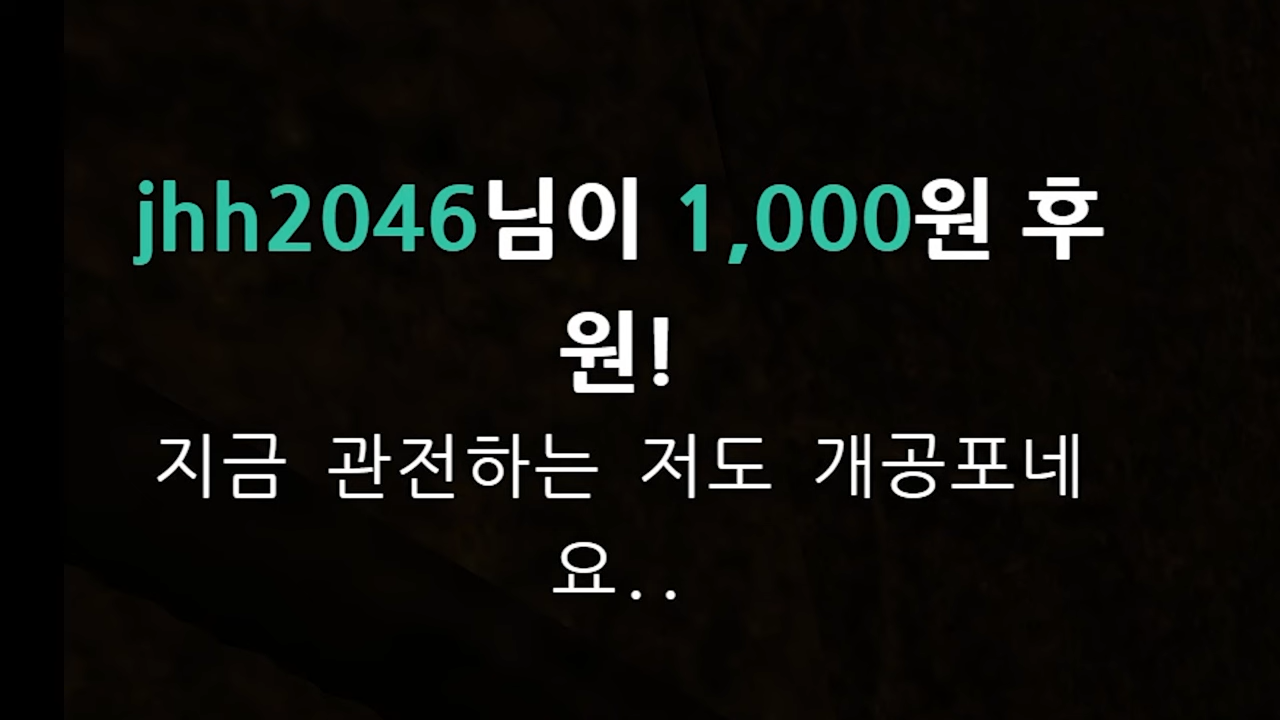 jhh2046님이 1,000원 후
원!
지금 관전하는 저도 개공포네
요..